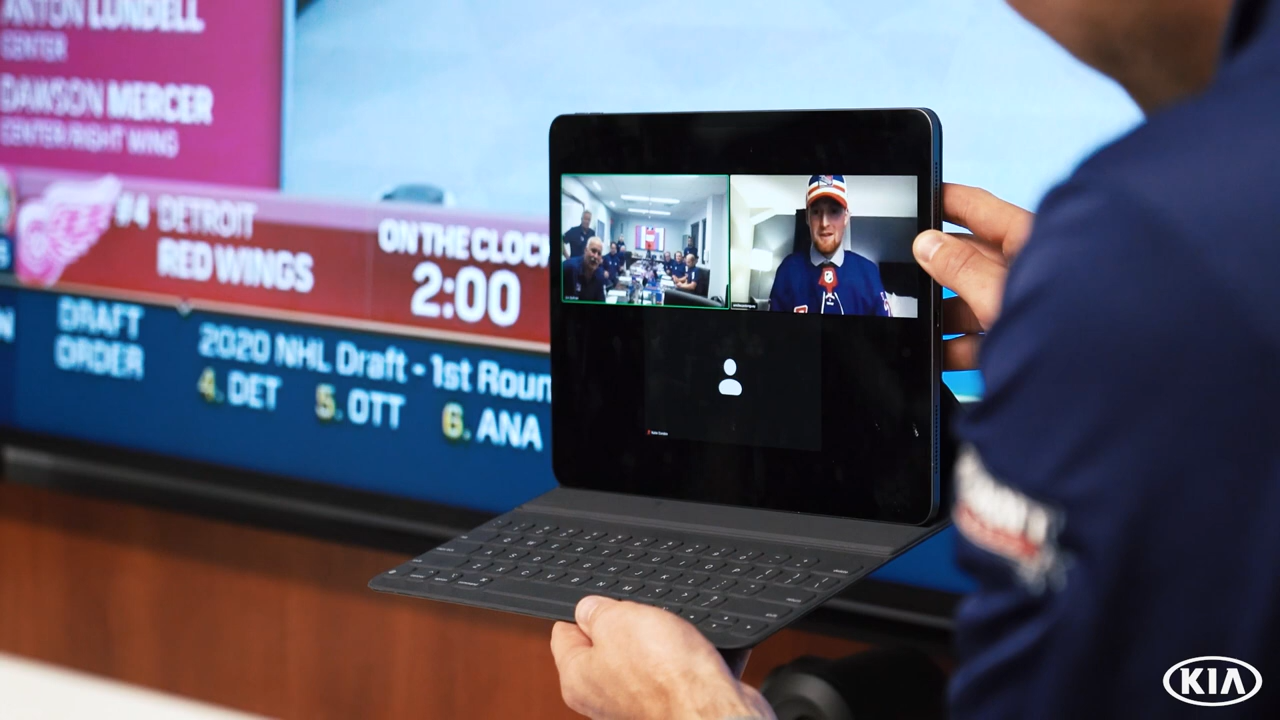 ANTON LUNDELL
CENTER
DAWSON MERCER
CENTER/RIGHT WING
#4 DETROIT
RED WINGS
ON THE CLOCK
2:00
DRAFT
ORDER
2020 NHL Draft - 1st Roun
4. DET
5. OTT
6. ANA
KIA